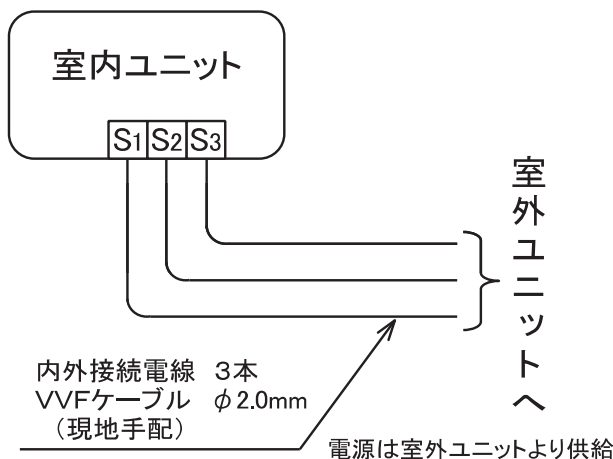 室内ユニット
S1 S2 S3
室外ユニットへ
内外接続電線 3本
VVFケーブル φ2.0mm
(現地手配)
電源は室外ユニットより供給